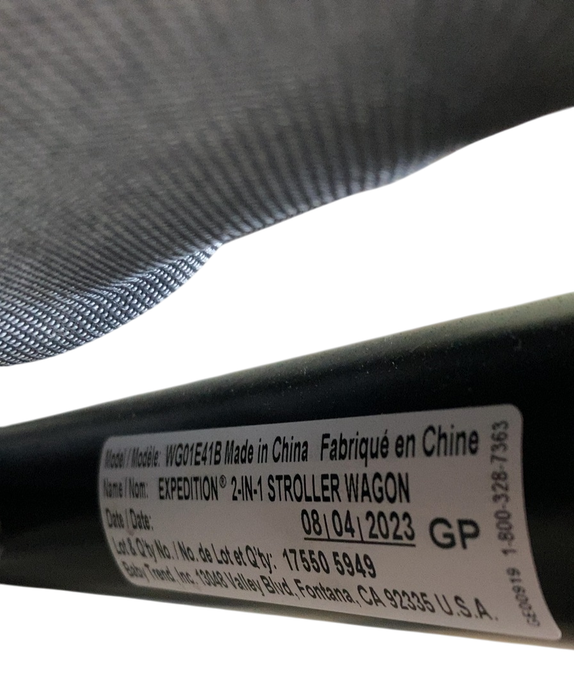 Model / Modèle: WG01E41B Made in China Fabriqué en Chine
Name / Nom: EXPEDITION® 2-IN-1 STROLLER WAGON
Date / Date: 08|04|2023 GP
Lot & Q'ty No. / No. de Lot et Q'ty: 17550 5949
Baby Trend, Inc. 13048 Valley Blvd, Fontana, CA 92335 U.S.A.
GE00919 1-800-328-7363